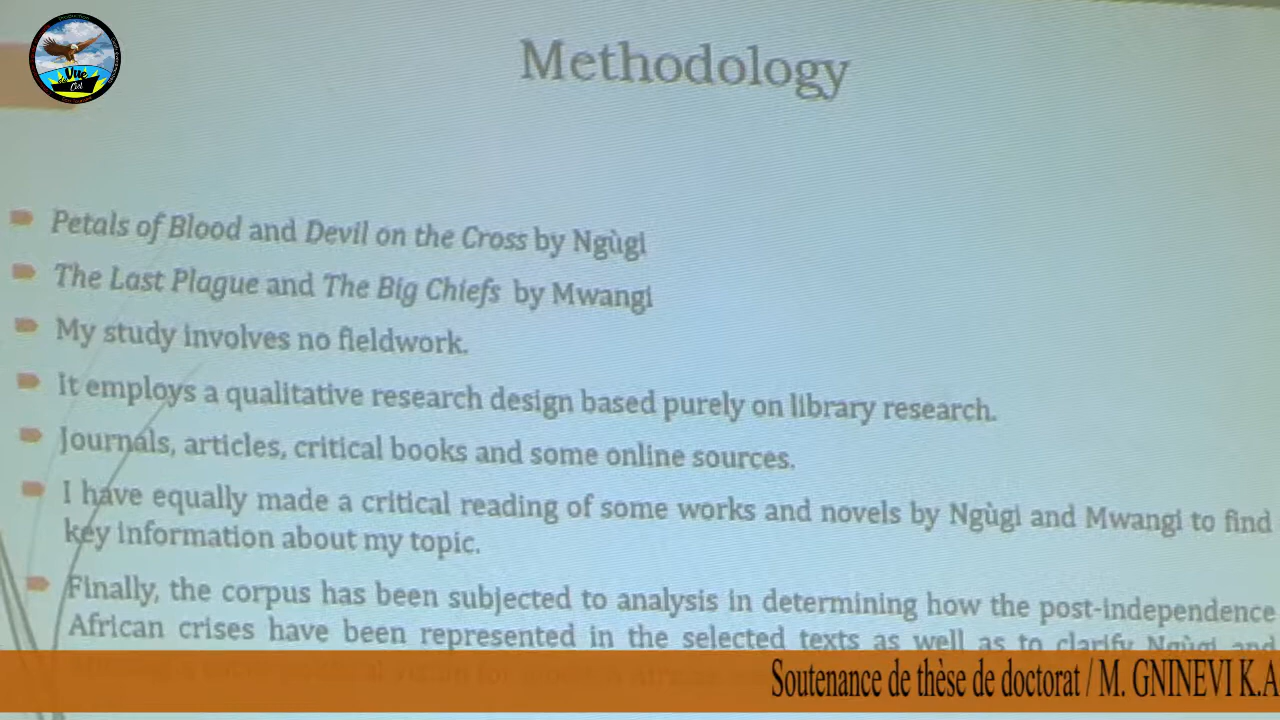 Vue
Civil
Methodology
Petals of Blood and Devil on the Cross by Ngùgi
The Last Plague and The Big Chiefs by Mwangi
My study involves no fieldwork.
It employs a qualitative research design based purely on library research.
Journals, articles, critical books and some online sources.
I have equally made a critical reading of some works and novels by Ngùgi and Mwangi to find
key information about my topic.
Finally, the corpus has been subjected to analysis in determining how the post-independence
African crises have been represented in the selected texts as well as to clarify Ngùgi and
Soutenance de thèse de doctorat / M. GNINEVI K.A